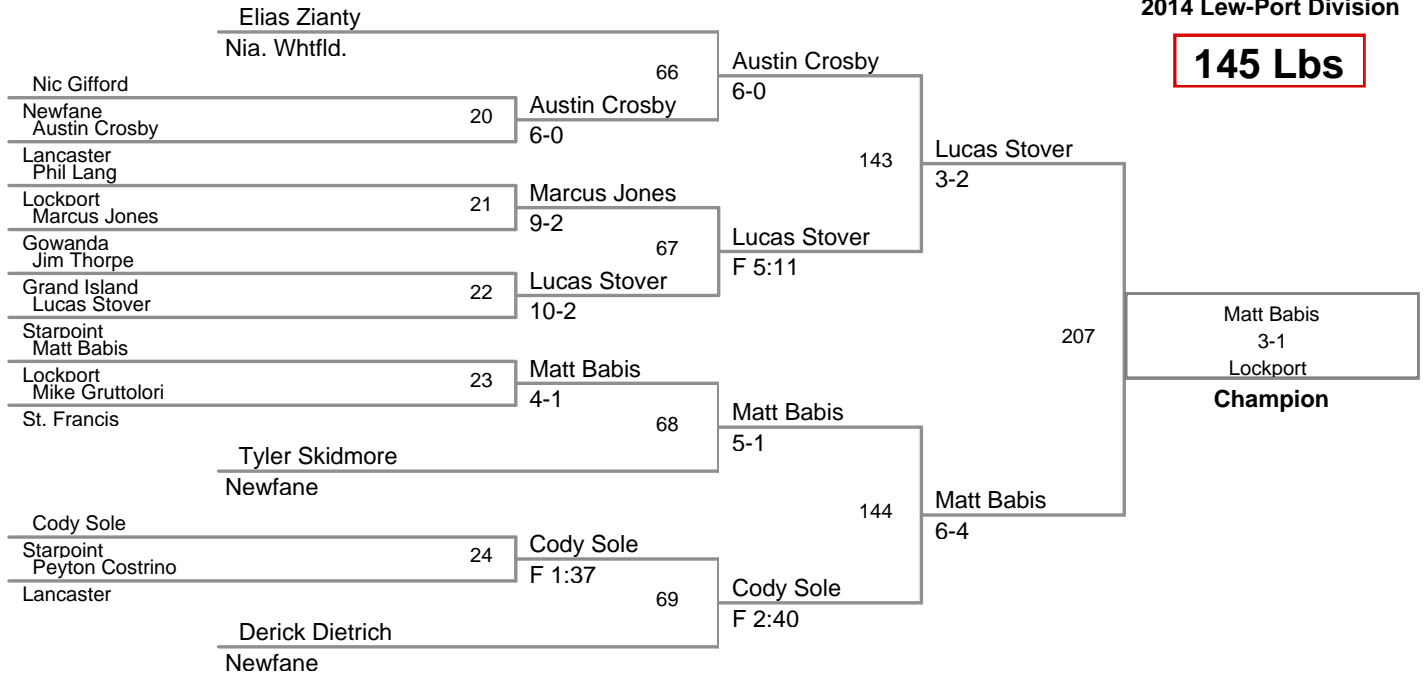 2014 Lew-Port Division
145 Lbs
Elias Zianty
Nia. Whtfld.
66
Austin Crosby
6-0
Nic Gifford
Newfane
20
Austin Crosby
6-0
Austin Crosby
Lancaster
143
Lucas Stover
3-2
Phil Lang
Lockport
21
Marcus Jones
9-2
Marcus Jones
Gowanda
67
Lucas Stover
F 5:11
Jim Thorpe
Grand Island
22
Lucas Stover
10-2
Lucas Stover
Starpoint
207
Matt Babis
3-1
Lockport
Champion
Matt Babis
Lockport
23
Matt Babis
4-1
Mike Gruttolori
St. Francis
68
Matt Babis
5-1
Tyler Skidmore
Newfane
144
Matt Babis
6-4
Cody Sole
Starpoint
24
Cody Sole
F 1:37
Peyton Costrino
Lancaster
69
Cody Sole
F 2:40
Derick Dietrich
Newfane